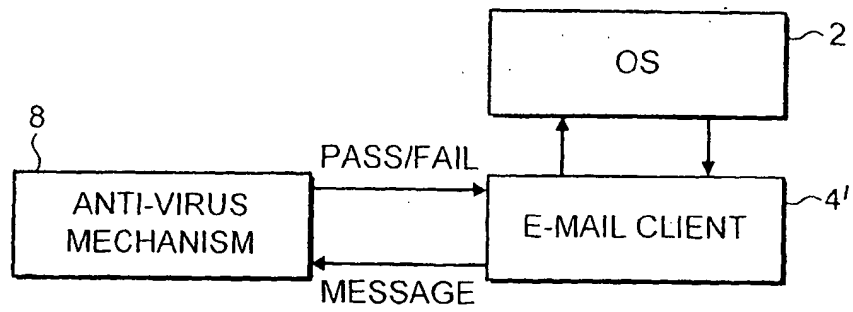 OS
2
8
PASS/FAIL
ANTI-VIRUS
MECHANISM
E-MAIL CLIENT
4'
MESSAGE